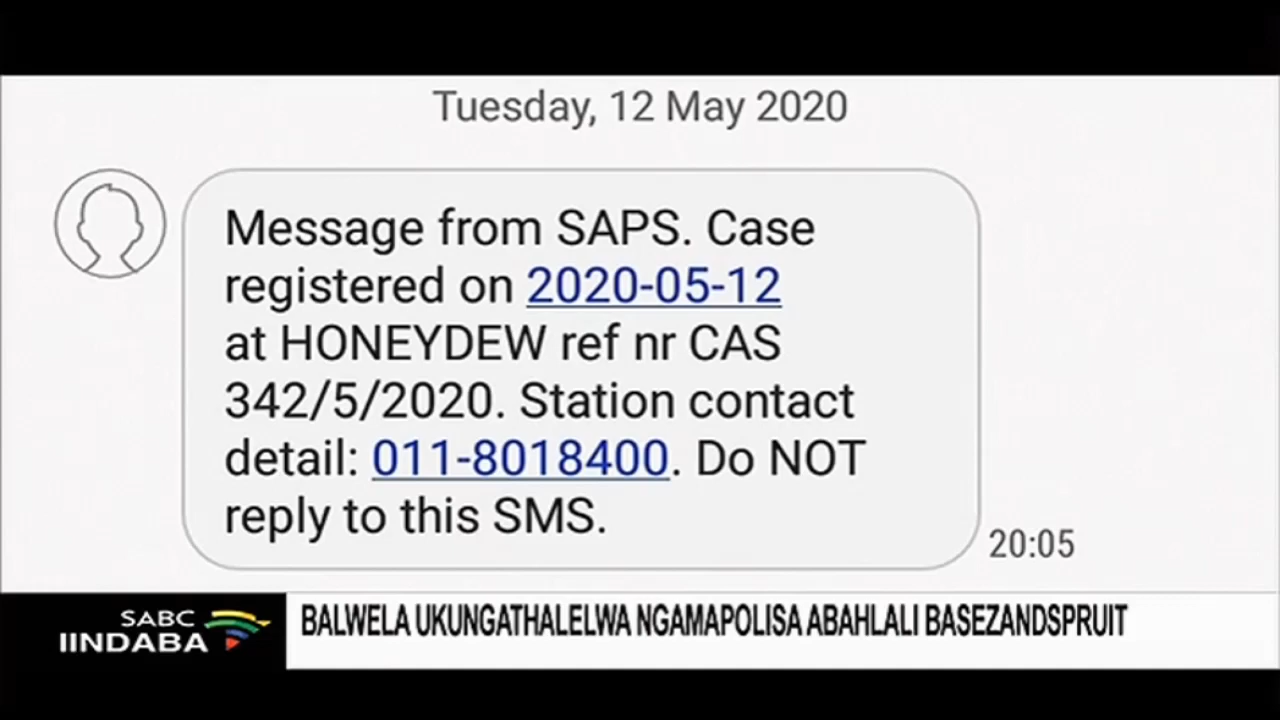 Tuesday, 12 May 2020
Message from SAPS. Case
registered on 2020-05-12
at HONEYDEW ref nr CAS
342/5/2020. Station contact
detail: 011-8018400. Do NOT
reply to this SMS.
20:05
SABC
IINDABA
BALWELA UKUNGATHALELWA NGAMAPOLISA ABAHLALI BASEZANDSPRUIT